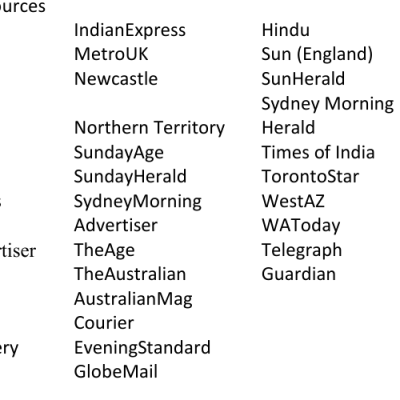 ources
IndianExpress Hindu
MetroUK Sun (England)
Newcastle SunHerald
Sydney Morning
Northern Territory Herald
SundayAge Times of India
SundayHerald TorontoStar
s SydneyMorning WestAZ
Advertiser WAToday
tiser TheAge Telegraph
TheAustralian Guardian
AustralianMag
Courier
ery EveningStandard
GlobeMail